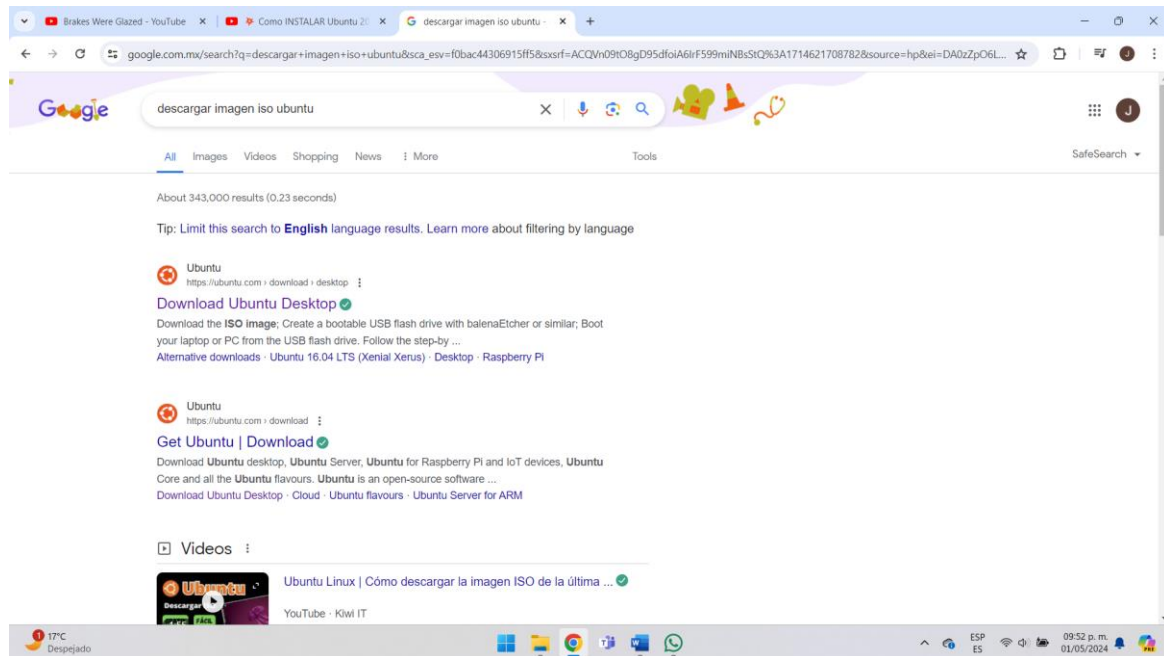 Brakes Were Glazed - YouTube
Como INSTALAR Ubuntu 20
descargar imagen iso ubuntu -
google.com.mx/search?q=descargar+imagen+iso+ubuntu&sca_esv=f0bac44306915ff5&sxsrf=ACQVn09tO8gD95dfoiA6IrF599miNBsStQ%3A1714621708782&source=hp&ei=DA0zZpO6L...
J
Google
descargar imagen iso ubuntu
J
All Images Videos Shopping News More Tools SafeSearch
About 343,000 results (0.23 seconds)
Tip: Limit this search to English language results. Learn more about filtering by language
Ubuntu
https://ubuntu.com › download › desktop
Download Ubuntu Desktop
Download the ISO image; Create a bootable USB flash drive with balenaEtcher or similar; Boot
your laptop or PC from the USB flash drive. Follow the step-by ...
Alternative downloads · Ubuntu 16.04 LTS (Xenial Xerus) · Desktop · Raspberry Pi
Ubuntu
https://ubuntu.com › download
Get Ubuntu | Download
Download Ubuntu desktop, Ubuntu Server, Ubuntu for Raspberry Pi and IoT devices, Ubuntu
Core and all the Ubuntu flavours. Ubuntu is an open-source software ...
Download Ubuntu Desktop · Cloud · Ubuntu flavours · Ubuntu Server for ARM
Videos
Ubuntu
Descargar
FÁCIL
Ubuntu Linux | Cómo descargar la imagen ISO de la última ...
YouTube · Kiwi IT
1
17°C
Despejado
ESP
ES
09:52 p. m.
01/05/2024
PRE